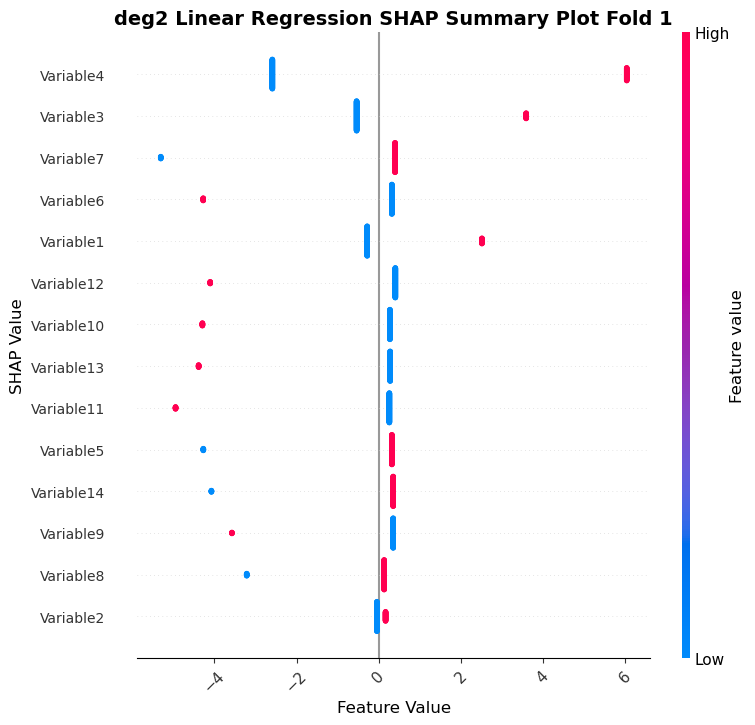 deg2 Linear Regression SHAP Summary Plot Fold 1
High
Variable4
Variable3
Variable7
Variable6
Variable1
Variable12
Variable10
Variable13
Variable11
Variable5
Variable14
Variable9
Variable8
Variable2
SHAP Value
Feature value
Low
−4
−2
0
2
4
6
Feature Value